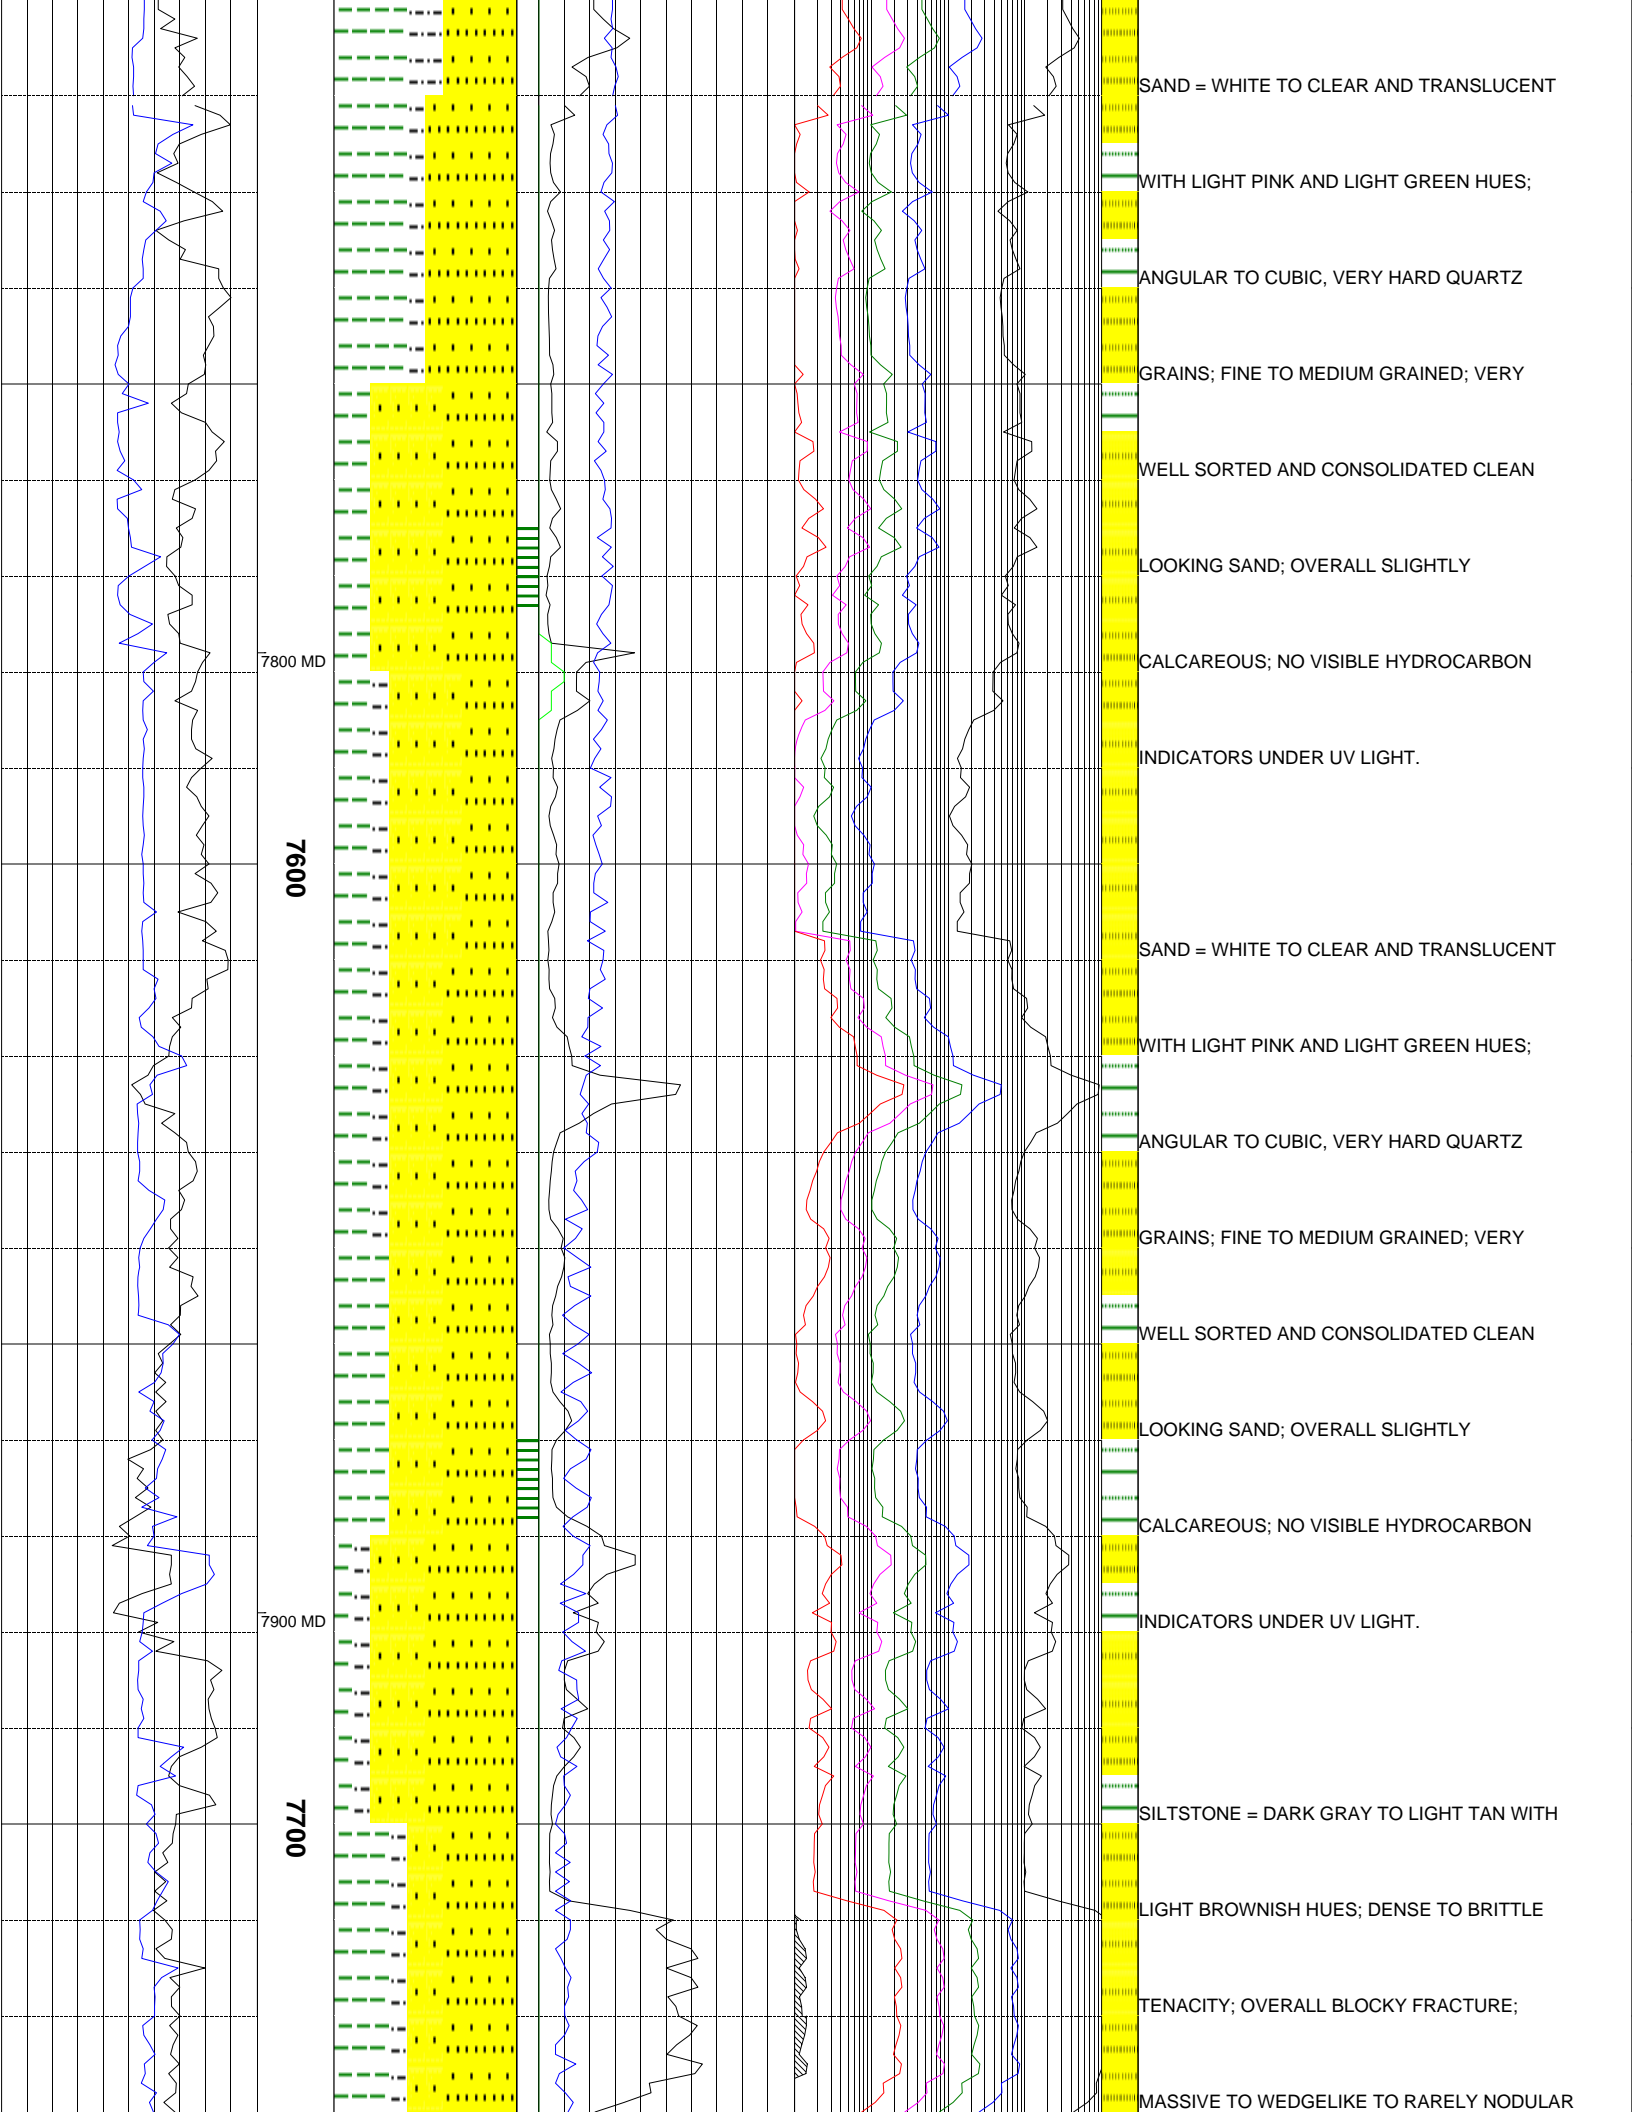 SAND = WHITE TO CLEAR AND TRANSLUCENT
WITH LIGHT PINK AND LIGHT GREEN HUES;
ANGULAR TO CUBIC, VERY HARD QUARTZ
GRAINS; FINE TO MEDIUM GRAINED; VERY
WELL SORTED AND CONSOLIDATED CLEAN
LOOKING SAND; OVERALL SLIGHTLY
7800 MD
CALCAREOUS; NO VISIBLE HYDROCARBON
INDICATORS UNDER UV LIGHT.
7600
SAND = WHITE TO CLEAR AND TRANSLUCENT
WITH LIGHT PINK AND LIGHT GREEN HUES;
ANGULAR TO CUBIC, VERY HARD QUARTZ
GRAINS; FINE TO MEDIUM GRAINED; VERY
WELL SORTED AND CONSOLIDATED CLEAN
LOOKING SAND; OVERALL SLIGHTLY
CALCAREOUS; NO VISIBLE HYDROCARBON
7900 MD
INDICATORS UNDER UV LIGHT.
7700
SILTSTONE = DARK GRAY TO LIGHT TAN WITH
LIGHT BROWNISH HUES; DENSE TO BRITTLE
TENACITY; OVERALL BLOCKY FRACTURE;
MASSIVE TO WEDGELIKE TO RARELY NODULAR